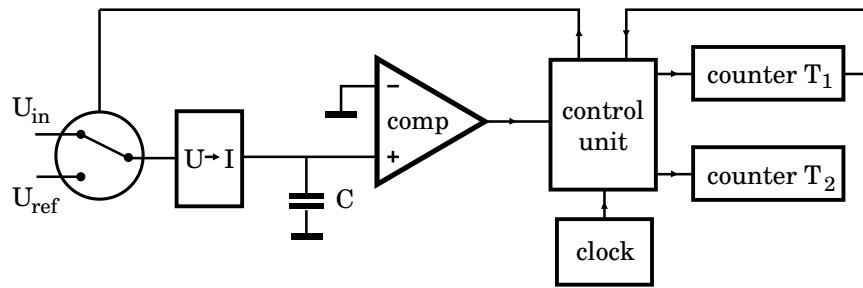 U_in
U_ref
U→I
C
−
comp
+
control
unit
clock
counter T_1
counter T_2